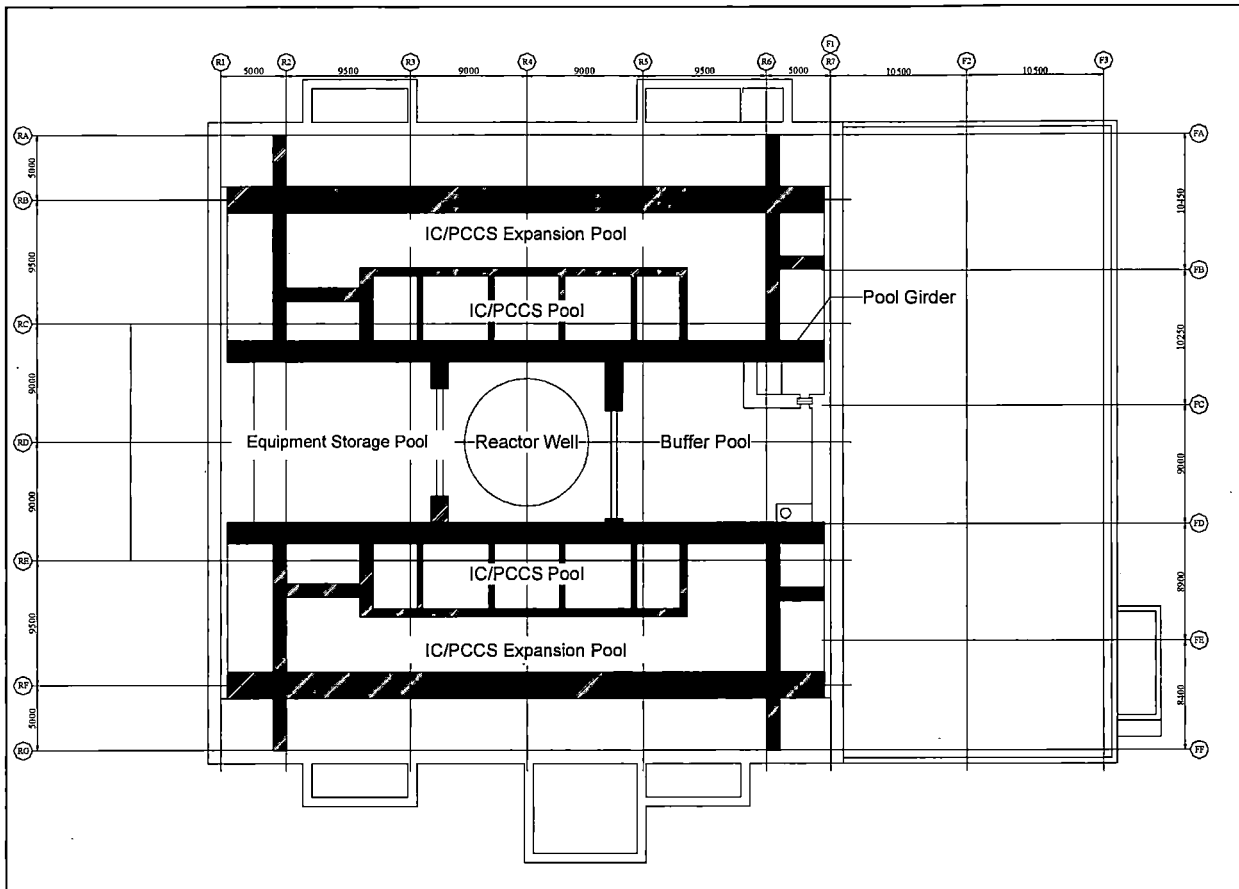 F1
R1 R2 R3 R4 R5 R6 R7 F2 F3
5000 9500 9000 9000 9500 5000 10500 10500
RA
FA
5000
10450
RB
IC/PCCS Expansion Pool
9500
FB
Pool Girder
IC/PCCS Pool
RC
10250
9000
FC
RD
Equipment Storage Pool
Reactor Well
Buffer Pool
9000
9000
FD
RE
IC/PCCS Pool
8900
9500
FE
IC/PCCS Expansion Pool
RF
8400
5000
RG
FF